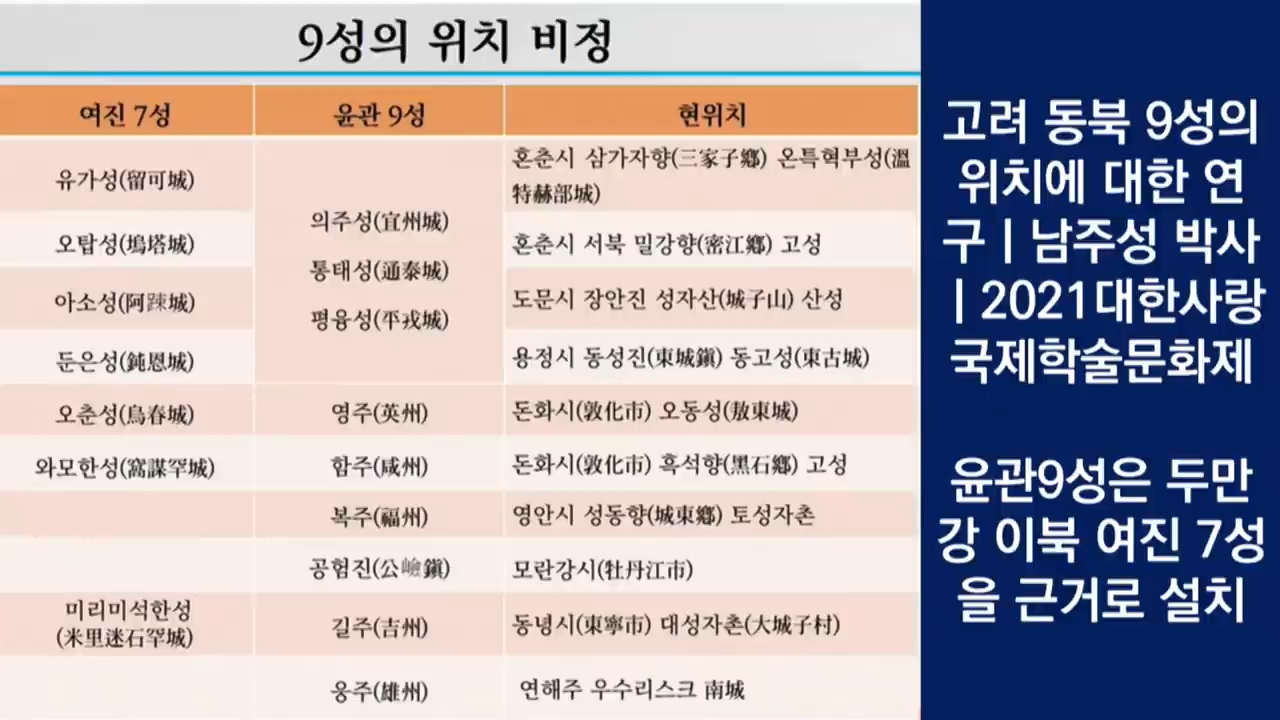 9성의 위치 비정
여진 7성 윤관 9성 현위치
유가성(留可城) 혼춘시 삼가자향(三家子鄉) 온특혁부성(溫
特赫部城)
의주성(宜州城)
오탑성(塢塔城) 혼춘시 서북 밀강향(密江鄉) 고성
통태성(通泰城)
아소성(阿踈城) 도문시 장안진 성자산(城子山) 산성
평융성(平戎城)
둔은성(鈍恩城) 용정시 동성진(東城鎭) 동고성(東古城)
오춘성(烏春城) 영주(英州) 돈화시(敦化市) 오동성(敖東城)
와모한성(窩謀罕城) 함주(咸州) 돈화시(敦化市) 흑석향(黑石鄉) 고성
복주(福州) 영안시 성동향(城東鄉) 토성자촌
공험진(公嶮鎭) 모란강시(牡丹江市)
미리미석한성
(米里迷石罕城) 길주(吉州) 동녕시(東寧市) 대성자촌(大城子村)
웅주(雄州) 연해주 우수리스크 南城
고려 동북 9성의
위치에 대한 연
구 | 남주성 박사
| 2021대한사랑
국제학술문화제
윤관9성은 두만
강 이북 여진 7성
을 근거로 설치